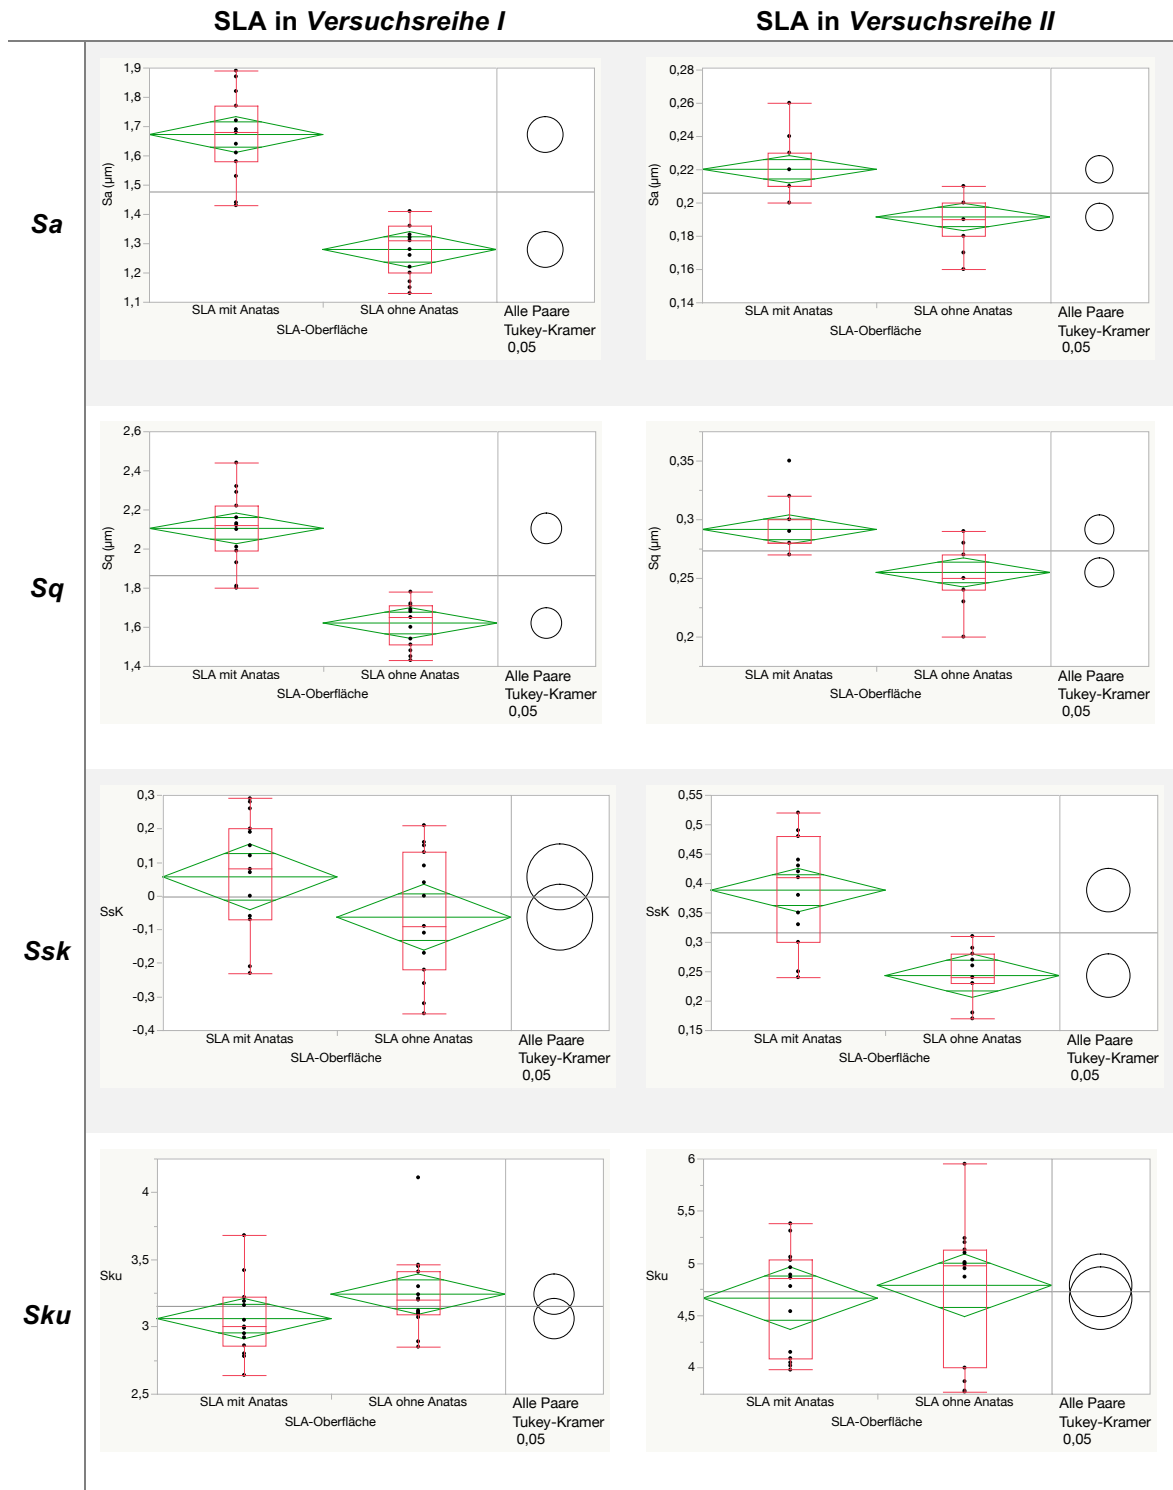 SLA in Versuchsreihe I
SLA in Versuchsreihe II
Sa
Sa (µm)
1,9
1,8
1,7
1,6
1,5
1,4
1,3
1,2
1,1
SLA mit Anatas
SLA ohne Anatas
SLA-Oberfläche
Alle Paare
Tukey-Kramer
0,05
Sa (µm)
0,28
0,26
0,24
0,22
0,2
0,18
0,16
0,14
SLA mit Anatas
SLA ohne Anatas
SLA-Oberfläche
Alle Paare
Tukey-Kramer
0,05
Sq
Sq (µm)
2,6
2,4
2,2
2
1,8
1,6
1,4
SLA mit Anatas
SLA ohne Anatas
SLA-Oberfläche
Alle Paare
Tukey-Kramer
0,05
Sq (µm)
0,35
0,3
0,25
0,2
SLA mit Anatas
SLA ohne Anatas
SLA-Oberfläche
Alle Paare
Tukey-Kramer
0,05
Ssk
SsK
0,3
0,2
0,1
0
-0,1
-0,2
-0,3
-0,4
SLA mit Anatas
SLA ohne Anatas
SLA-Oberfläche
Alle Paare
Tukey-Kramer
0,05
SsK
0,55
0,5
0,45
0,4
0,35
0,3
0,25
0,2
0,15
SLA mit Anatas
SLA ohne Anatas
SLA-Oberfläche
Alle Paare
Tukey-Kramer
0,05
Sku
Sku
4
3,5
3
2,5
SLA mit Anatas
SLA ohne Anatas
SLA-Oberfläche
Alle Paare
Tukey-Kramer
0,05
Sku
6
5,5
5
4,5
4
SLA mit Anatas
SLA ohne Anatas
SLA-Oberfläche
Alle Paare
Tukey-Kramer
0,05